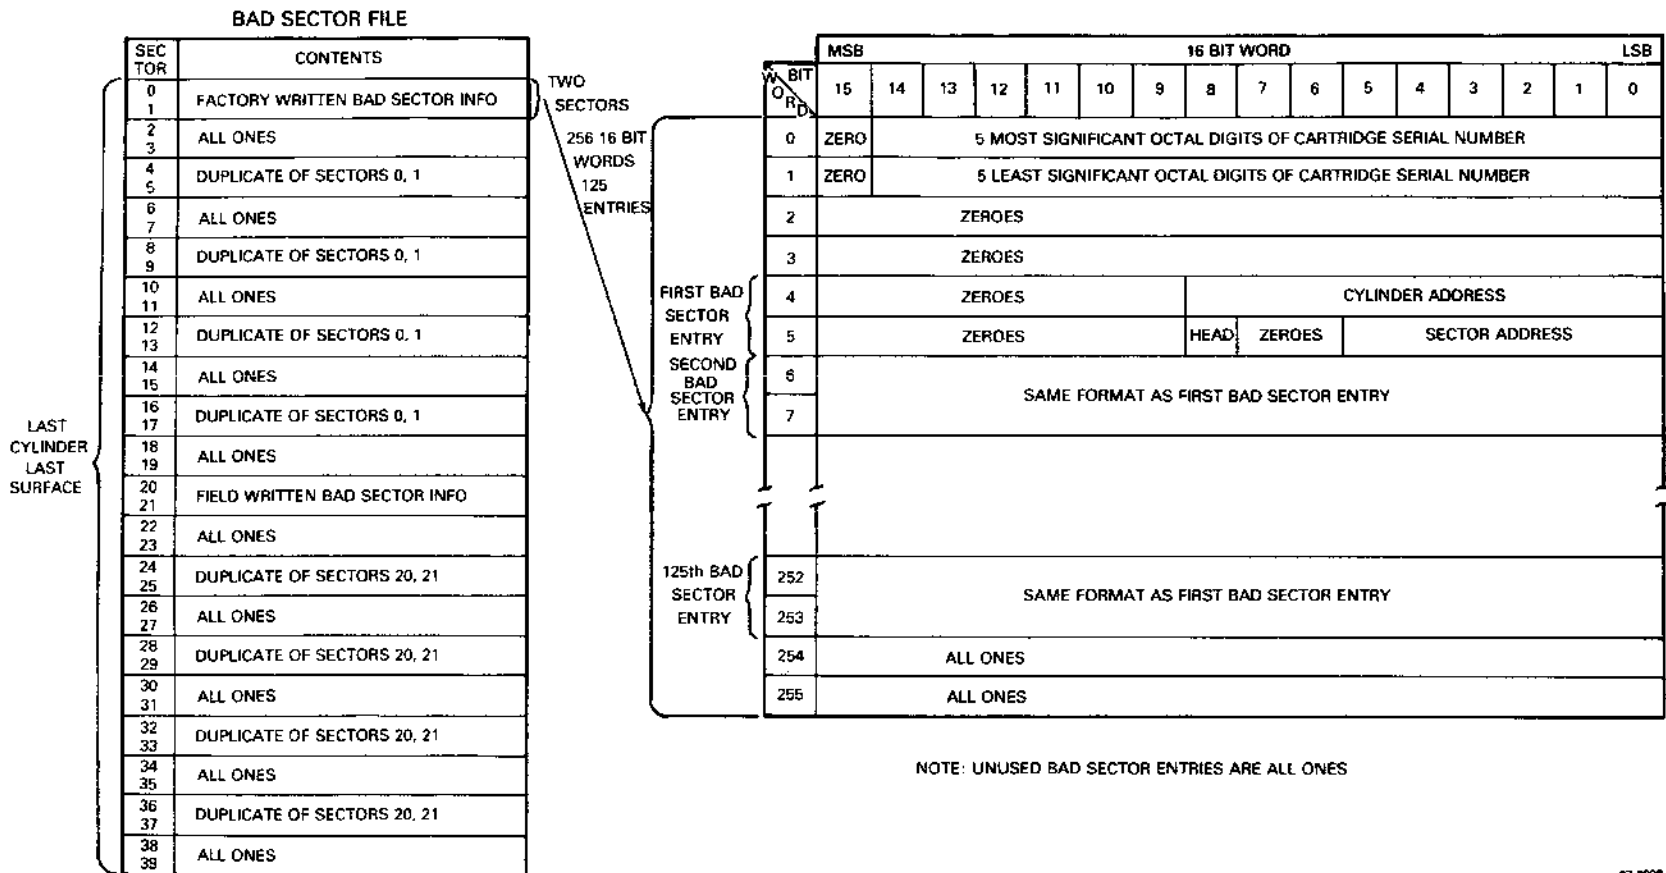 BAD SECTOR FILE
SEC TOR CONTENTS
0 1 FACTORY WRITTEN BAD SECTOR INFO
2 3 ALL ONES
4 5 DUPLICATE OF SECTORS 0, 1
6 7 ALL ONES
8 9 DUPLICATE OF SECTORS 0, 1
10 11 ALL ONES
12 13 DUPLICATE OF SECTORS 0, 1
14 15 ALL ONES
16 17 DUPLICATE OF SECTORS 0, 1
18 19 ALL ONES
20 21 FIELD WRITTEN BAD SECTOR INFO
22 23 ALL ONES
24 25 DUPLICATE OF SECTORS 20, 21
26 27 ALL ONES
28 29 DUPLICATE OF SECTORS 20, 21
30 31 ALL ONES
32 33 DUPLICATE OF SECTORS 20, 21
34 35 ALL ONES
36 37 DUPLICATE OF SECTORS 20, 21
38 39 ALL ONES
LAST
CYLINDER
LAST
SURFACE
TWO
SECTORS
256 16 BIT
WORDS
125
ENTRIES
MSB 16 BIT WORD LSB
WORD BIT 15 14 13 12 11 10 9 8 7 6 5 4 3 2 1 0
0 ZERO 5 MOST SIGNIFICANT OCTAL DIGITS OF CARTRIDGE SERIAL NUMBER
1 ZERO 5 LEAST SIGNIFICANT OCTAL DIGITS OF CARTRIDGE SERIAL NUMBER
2 ZEROES
3 ZEROES
FIRST BAD
SECTOR
ENTRY
4 ZEROES CYLINDER ADDRESS
5 ZEROES HEAD ZEROES SECTOR ADDRESS
SECOND
BAD
SECTOR
ENTRY
6 7 SAME FORMAT AS FIRST BAD SECTOR ENTRY
125th BAD
SECTOR
ENTRY
252 253 SAME FORMAT AS FIRST BAD SECTOR ENTRY
254 ALL ONES
255 ALL ONES
NOTE: UNUSED BAD SECTOR ENTRIES ARE ALL ONES